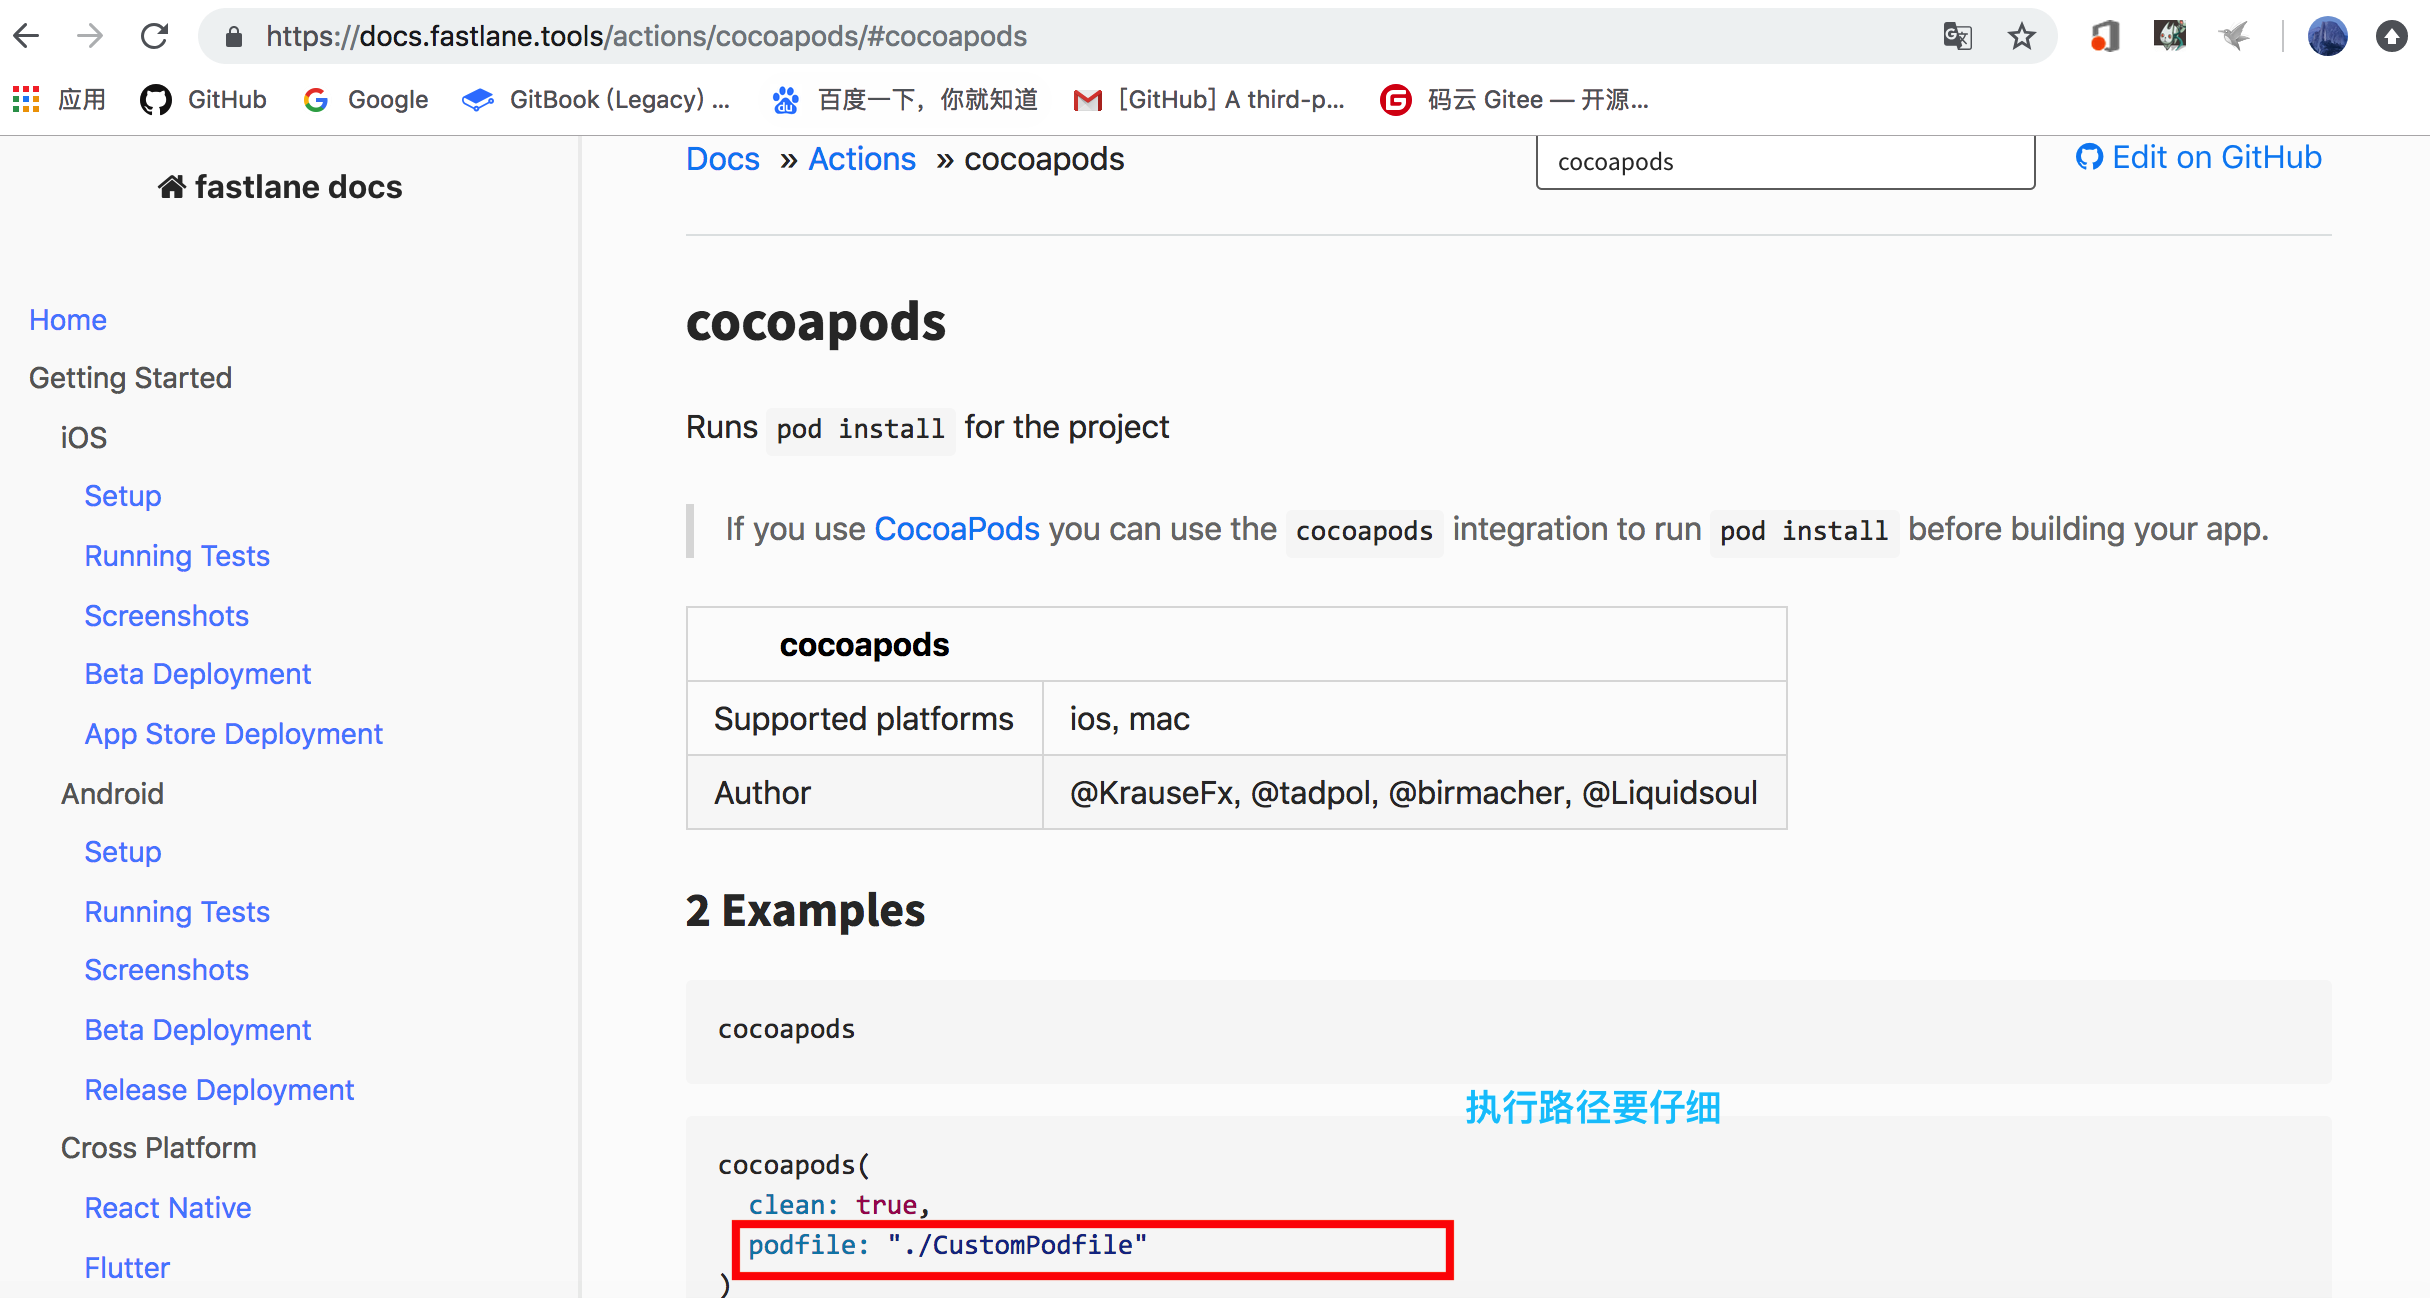 https://docs.fastlane.tools/actions/cocoapods/#cocoapods
应用 GitHub Google GitBook (Legacy) ... 百度一下，你就知道 [GitHub] A third-p... 码云 Gitee — 开源...
fastlane docs
Home
Getting Started
iOS
Setup
Running Tests
Screenshots
Beta Deployment
App Store Deployment
Android
Setup
Running Tests
Screenshots
Beta Deployment
Release Deployment
Cross Platform
React Native
Flutter
Docs » Actions » cocoapods
cocoapods
Edit on GitHub
cocoapods
Runs pod install for the project
If you use CocoaPods you can use the cocoapods integration to run pod install before building your app.
cocoapods
Supported platforms ios, mac
Author @KrauseFx, @tadpol, @birmacher, @Liquidsoul
2 Examples
cocoapods
执行路径要仔细
cocoapods(
clean: true,
podfile: "./CustomPodfile"
)